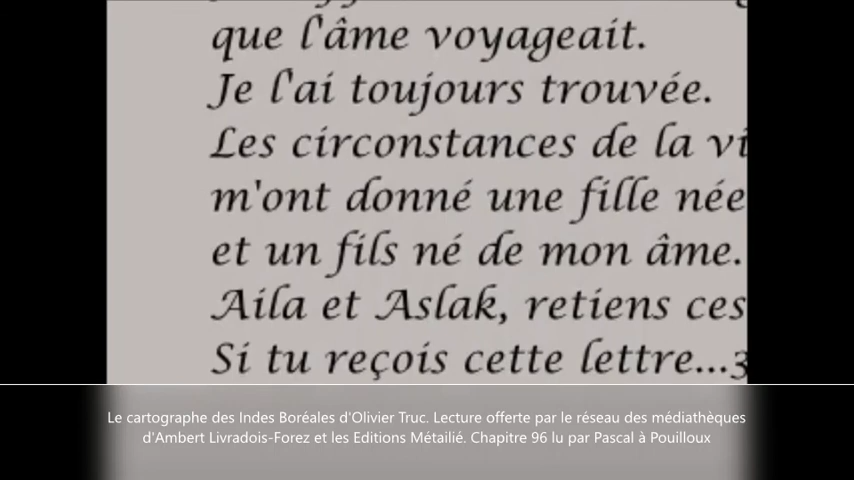 que l'âme voyageait.
Je l'ai toujours trouvée.
Les circonstances de la vi
m'ont donné une fille née
et un fils né de mon âme.
Aila et Aslak, retiens ces
Si tu reçois cette lettre...3
Le cartographe des Indes Boréales d'Olivier Truc. Lecture offerte par le réseau des médiathèques
d'Ambert Livradois-Forez et les Editions Métailié. Chapitre 96 lu par Pascal à Pouilloux